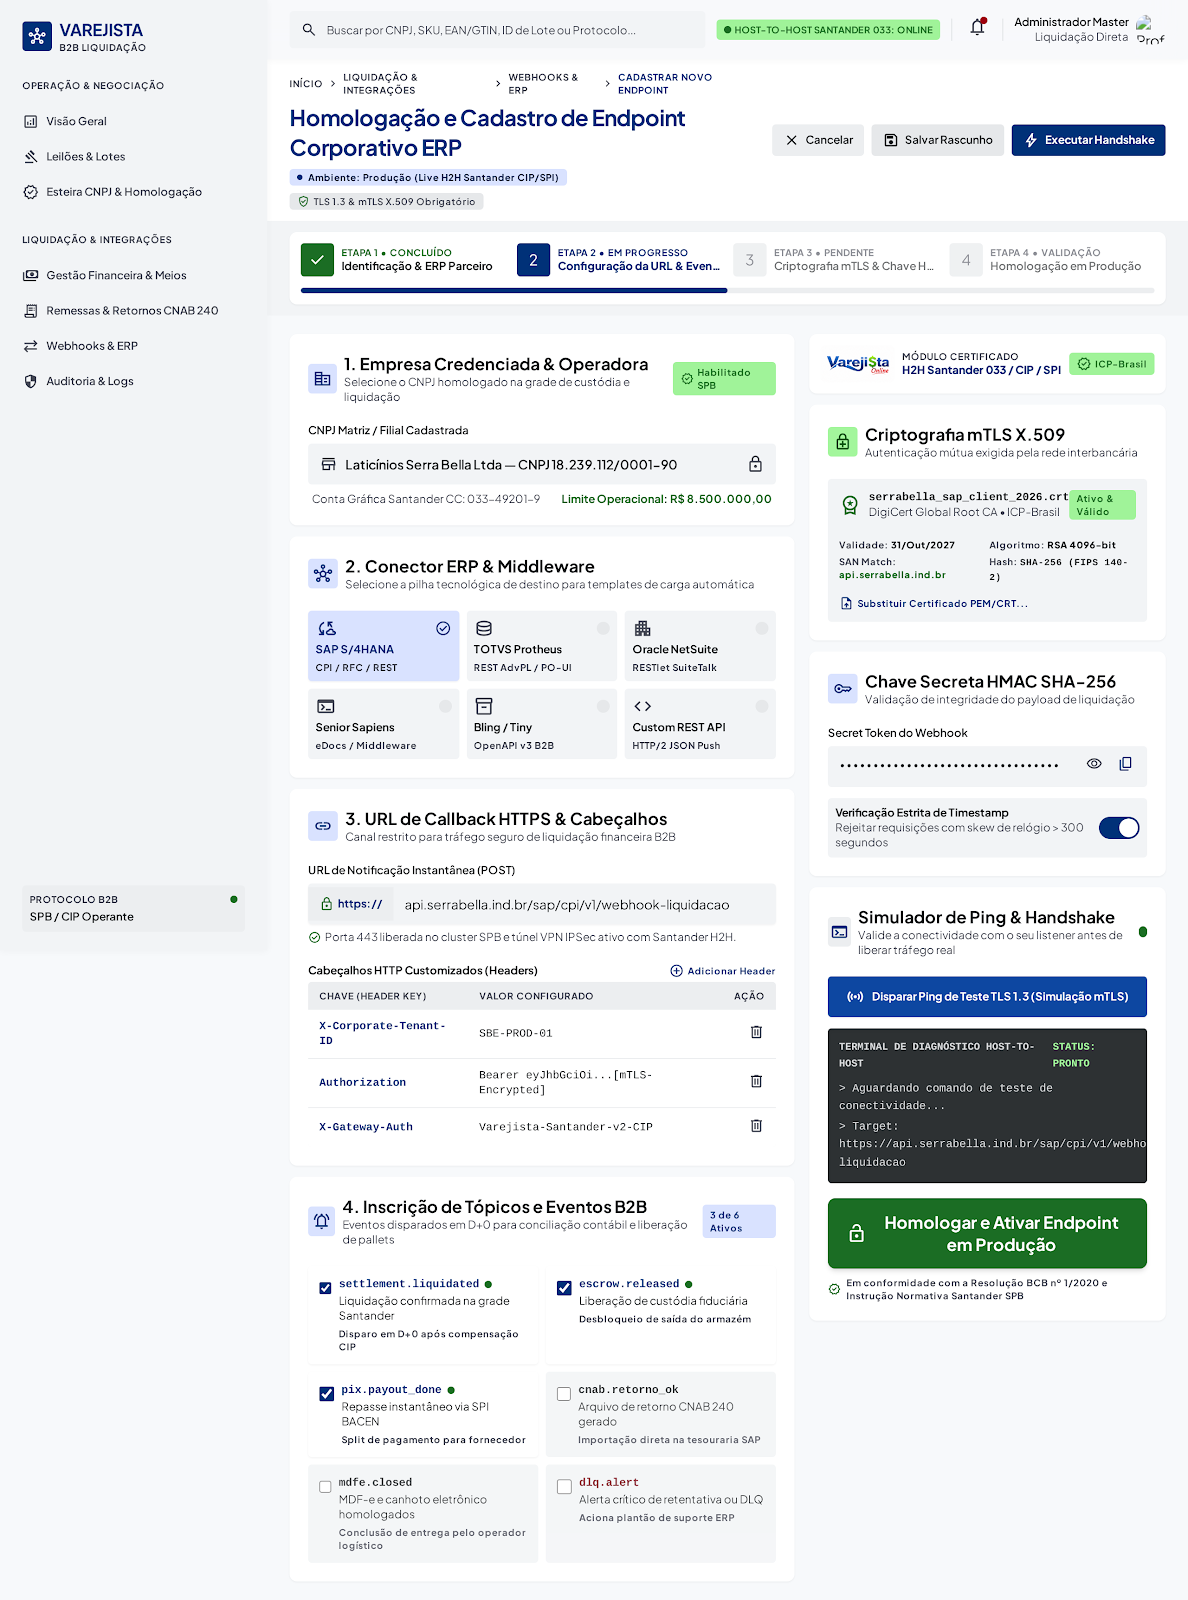 VAREJISTA
B2B LIQUIDAÇÃO
OPERAÇÃO & NEGOCIAÇÃO
Visão Geral
Leilões & Lotes
Esteira CNPJ & Homologação
LIQUIDAÇÃO & INTEGRAÇÕES
Gestão Financeira & Meios
Remessas & Retornos CNAB 240
Webhooks & ERP
Auditoria & Logs
PROTOCOLO B2B
SPB / CIP Operante
Buscar por CNPJ, SKU, EAN/GTIN, ID de Lote ou Protocolo...
HOST-TO-HOST SANTANDER 033: ONLINE
Administrador Master
Liquidação Direta
Prof
INÍCIO
LIQUIDAÇÃO &
INTEGRAÇÕES
WEBHOOKS &
ERP
CADASTRAR NOVO
ENDPOINT
Homologação e Cadastro de Endpoint
Corporativo ERP
Ambiente: Produção (Live H2H Santander CIP/SPI)
TLS 1.3 & mTLS X.509 Obrigatório
Cancelar
Salvar Rascunho
Executar Handshake
ETAPA 1 • CONCLUÍDO
Identificação & ERP Parceiro
2
ETAPA 2 • EM PROGRESSO
Configuração da URL & Even...
3
ETAPA 3 • PENDENTE
Criptografia mTLS & Chave H...
4
ETAPA 4 • VALIDAÇÃO
Homologação em Produção
1. Empresa Credenciada & Operadora
Selecione o CNPJ homologado na grade de custódia e
liquidação
Habilitado
SPB
CNPJ Matriz / Filial Cadastrada
Laticínios Serra Bella Ltda — CNPJ 18.239.112/0001-90
Conta Gráfica Santander CC: 033-49201-9
Limite Operacional: R$ 8.500.000,00
2. Conector ERP & Middleware
Selecione a pilha tecnológica de destino para templates de carga automática
SAP S/4HANA
CPI / RFC / REST
TOTVS Protheus
REST AdvPL / PO-UI
Oracle NetSuite
RESTlet SuiteTalk
Senior Sapiens
eDocs / Middleware
Bling / Tiny
OpenAPI v3 B2B
Custom REST API
HTTP/2 JSON Push
3. URL de Callback HTTPS & Cabeçalhos
Canal restrito para tráfego seguro de liquidação financeira B2B
URL de Notificação Instantânea (POST)
https://
api.serrabella.ind.br/sap/cpi/v1/webhook-liquidacao
Porta 443 liberada no cluster SPB e túnel VPN IPSec ativo com Santander H2H.
Cabeçalhos HTTP Customizados (Headers)
Adicionar Header
CHAVE (HEADER KEY)
VALOR CONFIGURADO
AÇÃO
X-Corporate-Tenant-
ID
SBE-PROD-01
Authorization
Bearer eyJhbGciOi...[mTLS-
Encrypted]
X-Gateway-Auth
Varejista-Santander-v2-CIP
4. Inscrição de Tópicos e Eventos B2B
Eventos disparados em D+0 para conciliação contábil e liberação
de pallets
3 de 6
Ativos
settlement.liquidated
Liquidação confirmada na grade
Santander
Disparo em D+0 após compensação
CIP
escrow.released
Liberação de custódia fiduciária
Desbloqueio de saída do armazém
pix.payout_done
Repasse instantâneo via SPI
BACEN
Split de pagamento para fornecedor
cnab.retorno_ok
Arquivo de retorno CNAB 240
gerado
Importação direta na tesouraria SAP
mdfe.closed
MDF-e e canhoto eletrônico
homologados
Conclusão de entrega pelo operador
logístico
dlq.alert
Alerta crítico de retentativa ou DLQ
Aciona plantão de suporte ERP
Varejista
Online
MÓDULO CERTIFICADO
H2H Santander 033 / CIP / SPI
ICP-Brasil
Criptografia mTLS X.509
Autenticação mútua exigida pela rede interbancária
serrabella_sap_client_2026.crt
DigiCert Global Root CA • ICP-Brasil
Ativo &
Válido
Validade: 31/Out/2027
Algoritmo: RSA 4096-bit
SAN Match:
api.serrabella.ind.br
Hash: SHA-256 (FIPS 140-
2)
Substituir Certificado PEM/CRT...
Chave Secreta HMAC SHA-256
Validação de integridade do payload de liquidação
Secret Token do Webhook
••••••••••••••••••••••••••••••••
Verificação Estrita de Timestamp
Rejeitar requisições com skew de relógio > 300
segundos
Simulador de Ping & Handshake
Valide a conectividade com o seu listener antes de
liberar tráfego real
Disparar Ping de Teste TLS 1.3 (Simulação mTLS)
TERMINAL DE DIAGNÓSTICO HOST-TO-
HOST
STATUS:
PRONTO
> Aguardando comando de teste de
conectividade...
> Target:
https://api.serrabella.ind.br/sap/cpi/v1/webho
liquidacao
Homologar e Ativar Endpoint
em Produção
Em conformidade com a Resolução BCB nº 1/2020 e
Instrução Normativa Santander SPB